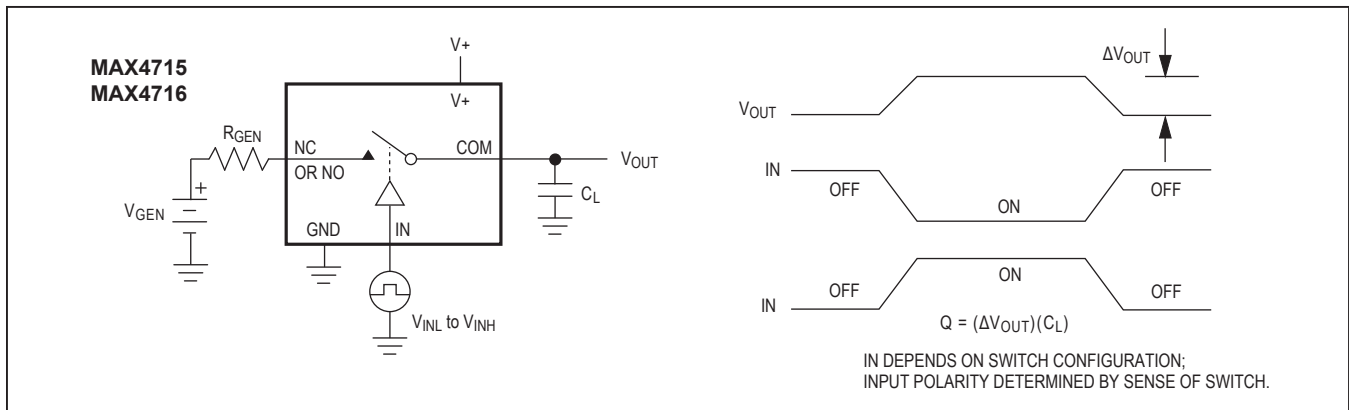 MAX4715
MAX4716
V+
V+
RGEN
NC
OR NO
COM
VOUT
VGEN
+
CL
GND
IN
VINL to VINH
ΔVOUT
VOUT
IN
OFF
ON
OFF
IN
OFF
ON
OFF
Q = (ΔVOUT)(CL)
IN DEPENDS ON SWITCH CONFIGURATION;
INPUT POLARITY DETERMINED BY SENSE OF SWITCH.